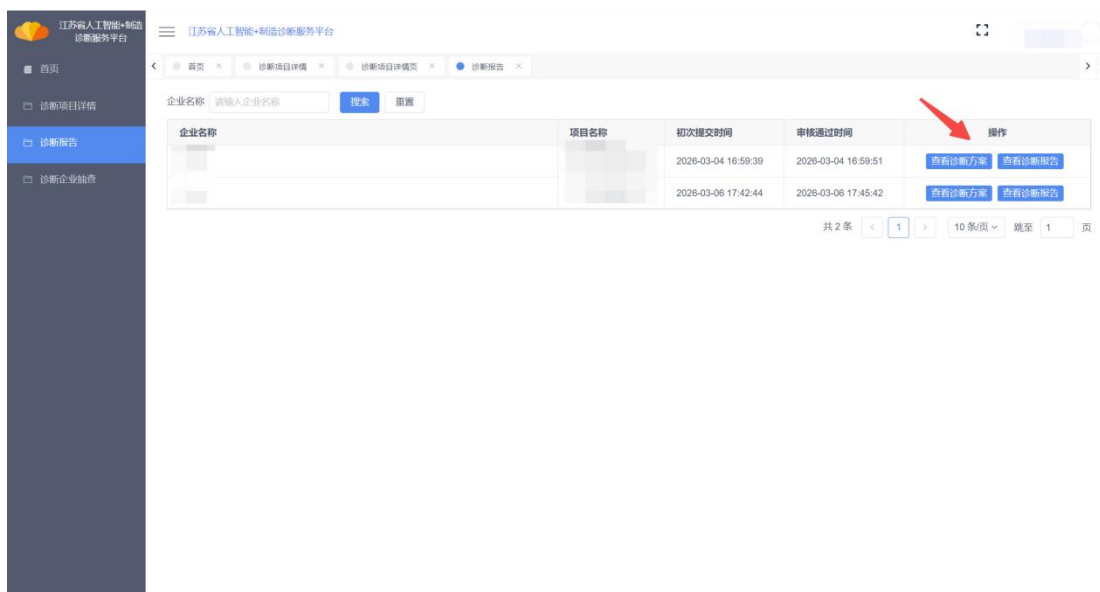 江苏省人工智能+制造
诊断服务平台
江苏省人工智能+制造诊断服务平台
首页
诊断项目详情
诊断报告
诊断企业抽查
首页 × 诊断项目详情 × 诊断项目详情页 × 诊断报告 ×
企业名称 请输入企业名称 搜索 重置
企业名称 项目名称 初次提交时间 审核通过时间 操作
2026-03-04 16:59:39 2026-03-04 16:59:51 查看诊断方案 查看诊断报告
2026-03-06 17:42:44 2026-03-06 17:45:42 查看诊断方案 查看诊断报告
共 2 条 < 1 > 10 条/页 跳至 1 页